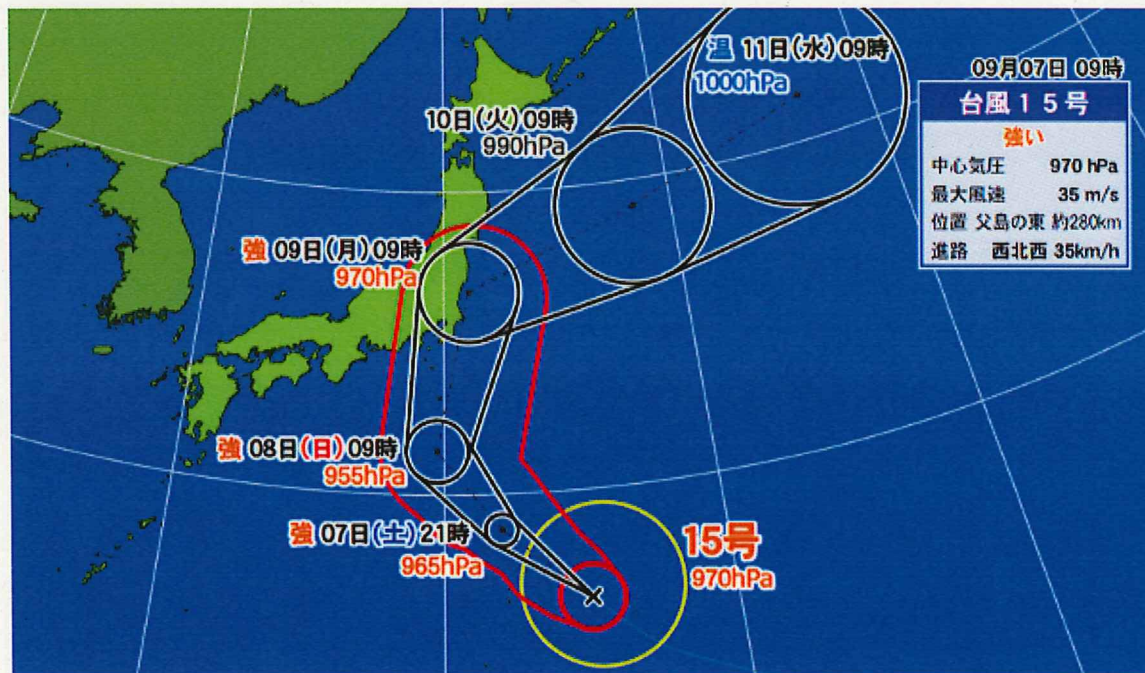 温 11日(水)09時
1000hPa
09月07日 09時
台風15号
強い
中心気圧 970 hPa
最大風速 35 m/s
位置 父島の東 約280km
進路 西北西 35km/h
10日(火)09時
990hPa
強 09日(月)09時
970hPa
強 08日(日)09時
955hPa
強 07日(土)21時
965hPa
15号
970hPa